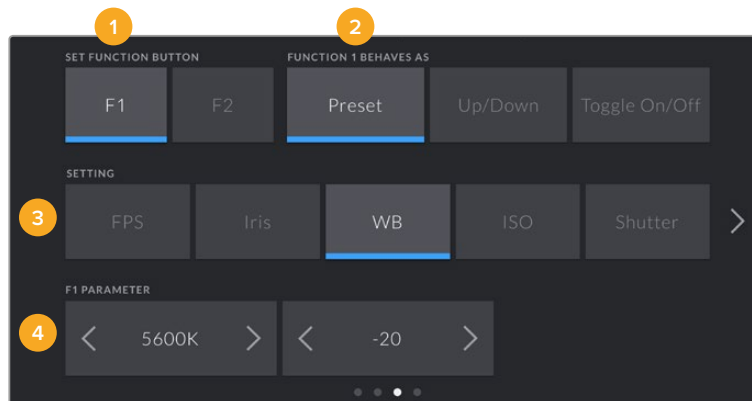 1 2
SET FUNCTION BUTTON FUNCTION 1 BEHAVES AS
F1 F2 Preset Up/Down Toggle On/Off
SETTING
3 FPS Iris WB ISO Shutter
F1 PARAMETER
4 5600K -20